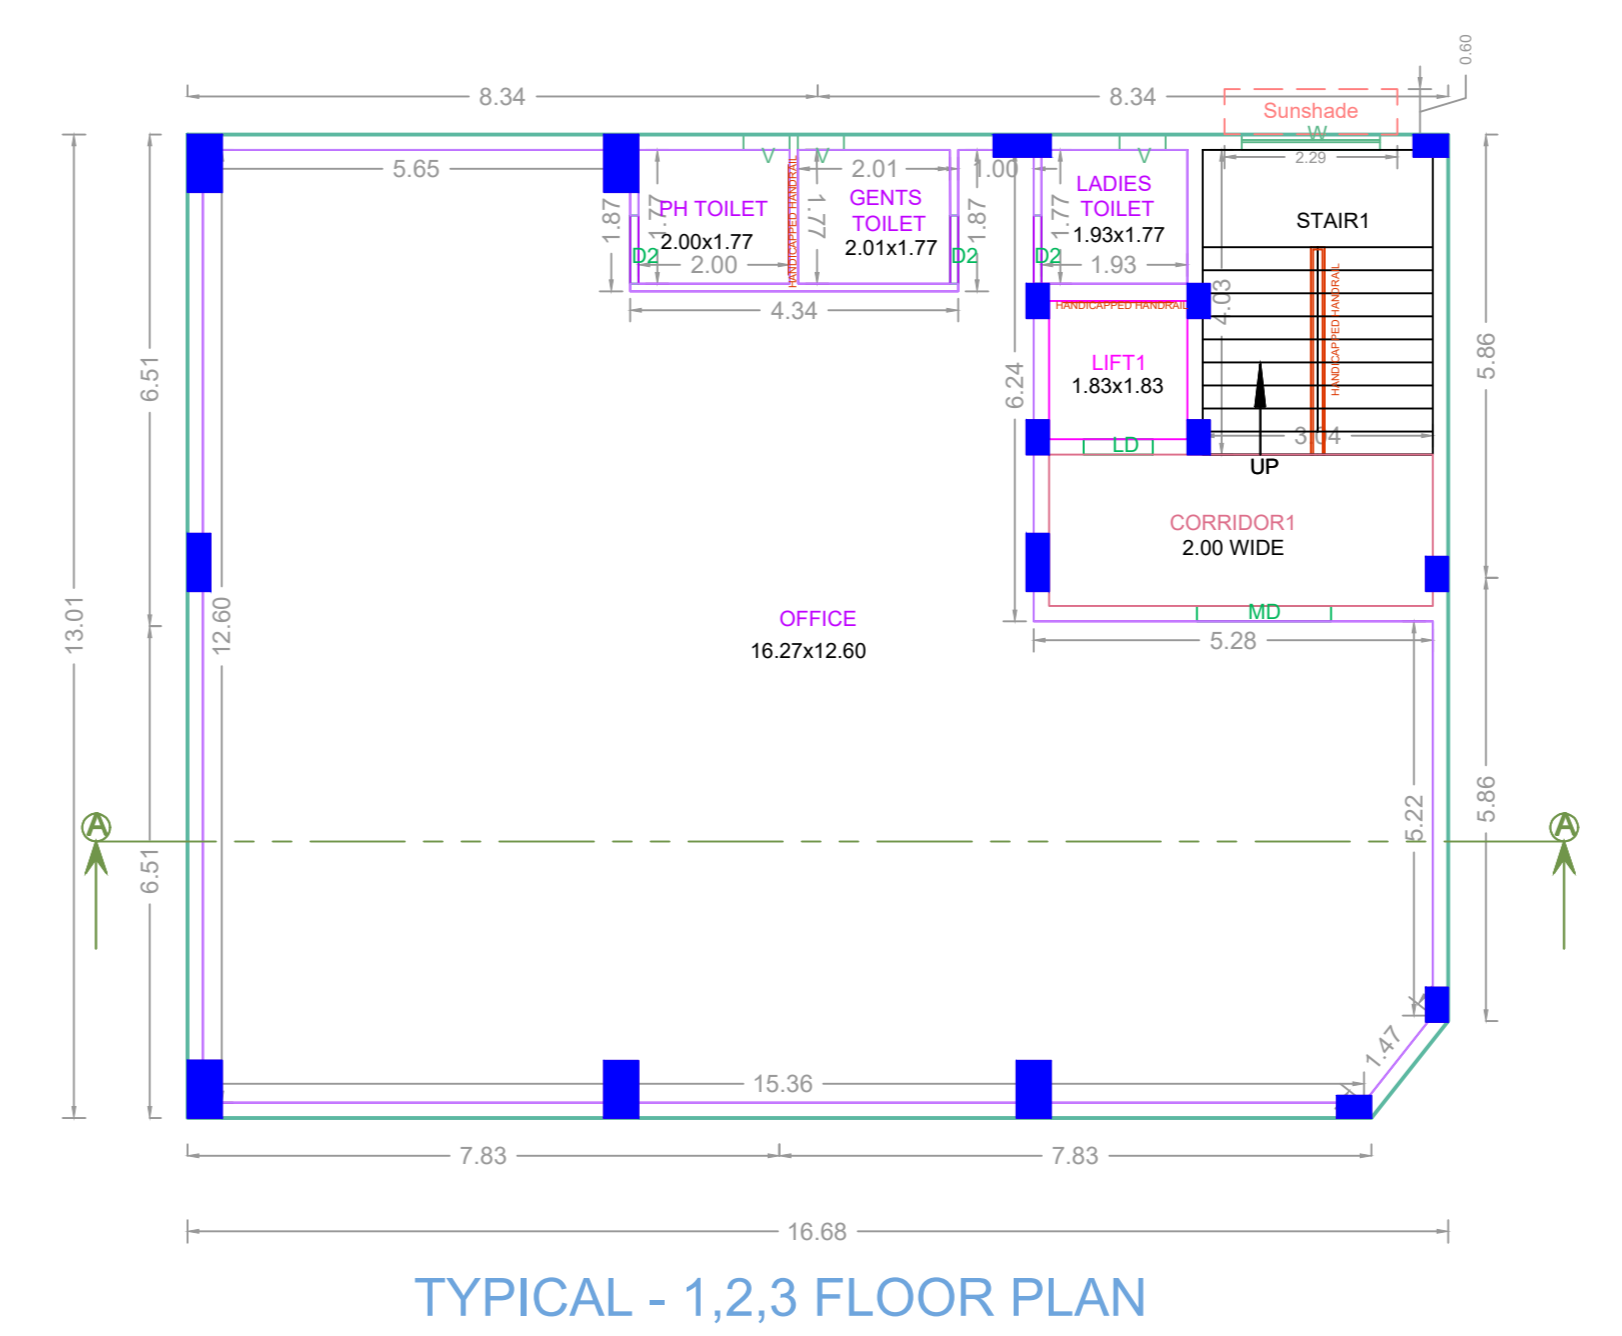 0.60
8.34
8.34
Sunshade
W
2.29
5.65
V
V
2.01
1.00
V
1.87
1.77
PH TOILET
2.00x1.77
D2
2.00
HANDICAPPED HANDRAIL
1.77
GENTS
TOILET
2.01x1.77
D2
1.87
LADIES
TOILET
1.93x1.77
1.77
D2
1.93
STAIR1
4.34
HANDICAPPED HANDRAIL
4.03
HANDICAPPED HANDRAIL
6.51
6.24
LIFT1
1.83x1.83
5.86
LD
3.04
UP
CORRIDOR1
2.00 WIDE
13.01
12.60
OFFICE
16.27x12.60
MD
5.28
A
A
6.51
5.22
5.86
1.47
15.36
7.83
7.83
16.68
TYPICAL - 1,2,3 FLOOR PLAN